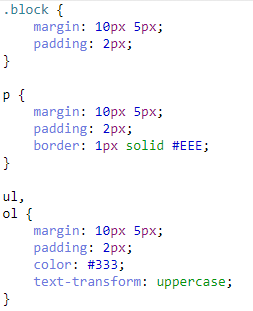 .block {
    margin: 10px 5px;
    padding: 2px;
}

p {
    margin: 10px 5px;
    padding: 2px;
    border: 1px solid #EEE;
}

ul,
ol {
    margin: 10px 5px;
    padding: 2px;
    color: #333;
    text-transform: uppercase;
}